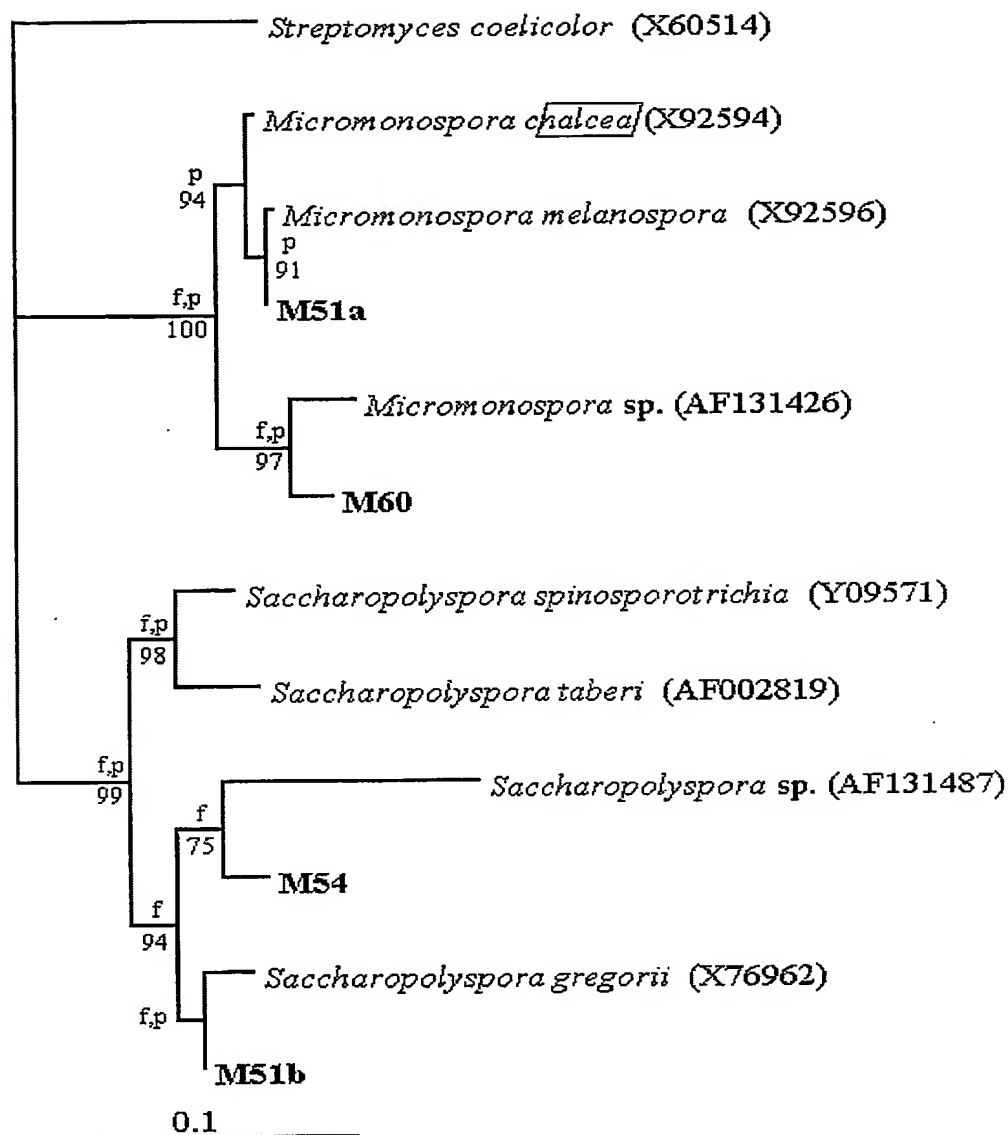 Streptomyces coelicolor (X60514)
Micromonospora chalcea (X92594)
p
94
Micromonospora melanospora (X92596)
p
91
M51a
f,p
100
Micromonospora sp. (AF131426)
f,p
97
M60
Saccharopolyspora spinosporotrichia (Y09571)
f,p
98
Saccharopolyspora taberi (AF002819)
f,p
99
Saccharopolyspora sp. (AF131487)
f
75
M54
f
94
Saccharopolyspora gregorii (X76962)
f,p
M51b
0.1